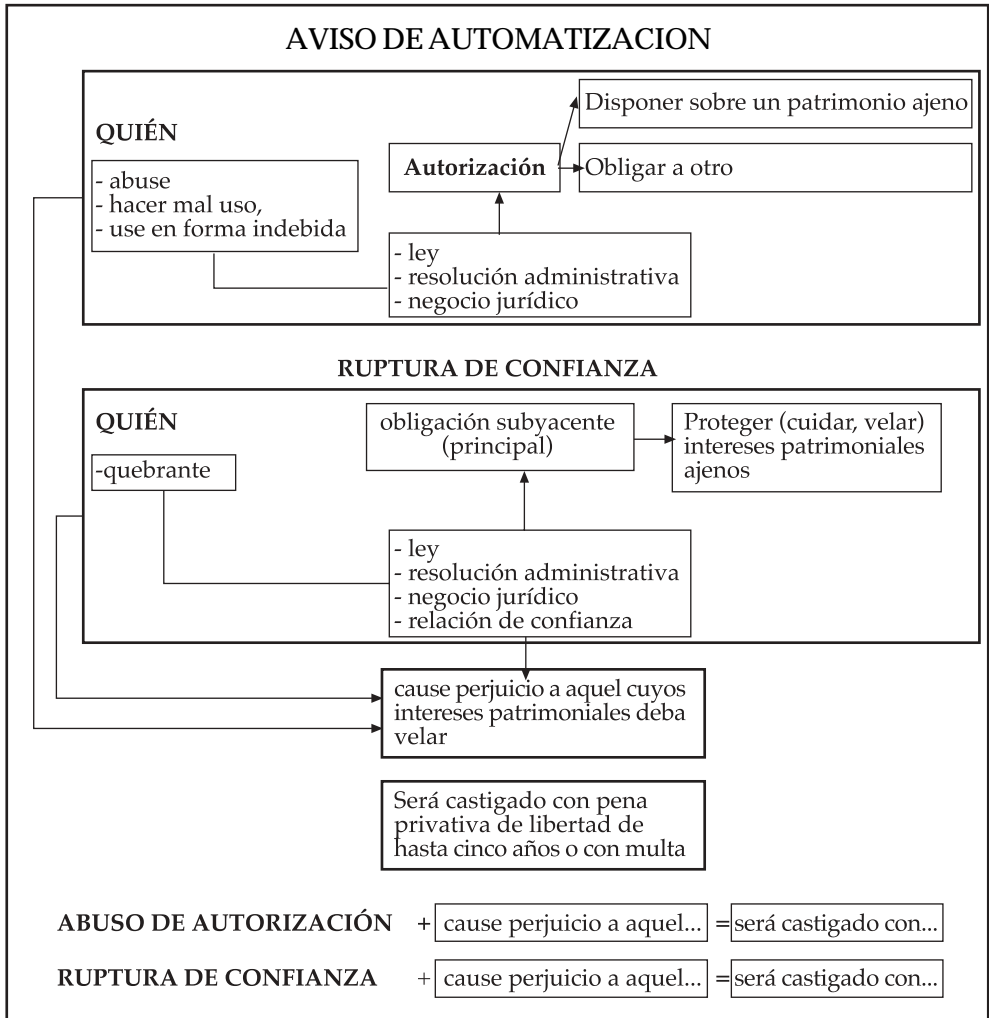 AVISO DE AUTOMATIZACION
QUIÉN
- abuse
- hacer mal uso,
- use en forma indebida
Autorización
Disponer sobre un patrimonio ajeno
Obligar a otro
- ley
- resolución administrativa
- negocio jurídico
RUPTURA DE CONFIANZA
QUIÉN
-quebrante
obligación subyacente
(principal)
Proteger (cuidar, velar)
intereses patrimoniales
ajenos
- ley
- resolución administrativa
- negocio jurídico
- relación de confianza
cause perjuicio a aquel cuyos
intereses patrimoniales deba
velar
Será castigado con pena
privativa de libertad de
hasta cinco años o con multa
ABUSO DE AUTORIZACIÓN + cause perjuicio a aquel... = será castigado con...
RUPTURA DE CONFIANZA + cause perjuicio a aquel... = será castigado con...